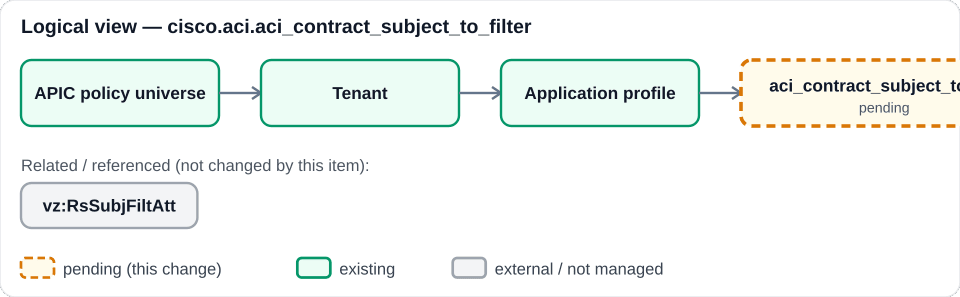 Logical view — cisco.aci.aci_contract_subject_to_filter
APIC policy universe
Tenant
Application profile
aci_contract_subject_to
pending
Related / referenced (not changed by this item):
vz:RsSubjFiltAtt
pending (this change)
existing
external / not managed